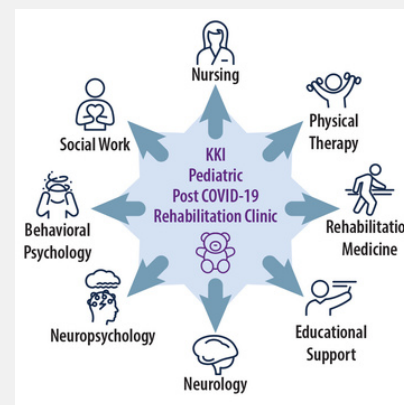 Nursing
Social Work
Physical
Therapy
KKI
Pediatric
Post COVID-19
Rehabilitation Clinic
Behavioral
Psychology
Rehabilitatio
Medicine
Neuropsychology
Educational
Support
Neurology